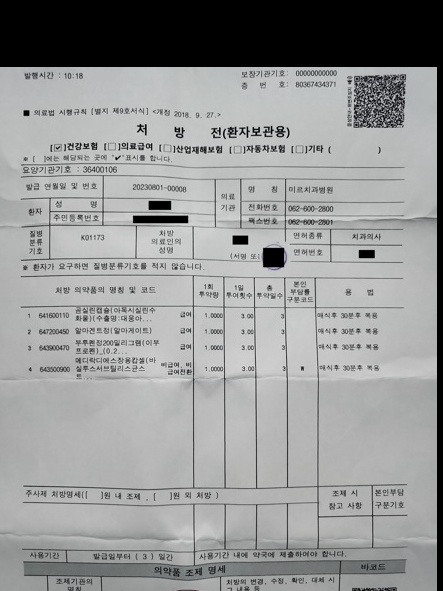 발행시간 : 10:18
보장기관기호: 00000000000
증 번 호: 80367434371
■ 의료법 시행규칙 [별지 제9호서식] <개정 2018. 9. 27.>
처 방 전(환자보관용)
[✓]건강보험 [ ]의료급여 [ ]산업재해보험 [ ]자동차보험 [ ]기타 ( )
※ [ ]에는 해당되는 곳에 "✓"표시를 합니다.
요양기관기호 : 36400106
발급 연월일 및 번호 20230801-00008
의료기관
명 칭 미르치과병원
전화번호 062-600-2800
팩스번호 062-600-2801
환자
성 명
주민등록번호
질병분류기호 K01173
처방 의료인의 성명
(서명 또
면허종류 치과의사
면허번호
※ 환자가 요구하면 질병분류기호를 적지 않습니다.
처방 의약품의 명칭 및 코드 1회 투약량 1일 투여횟수 총 투약일수 본인 부담률 구분코드 용 법
1 641600110 곰실린캡슐(아목시실린수화물)(수출명:대웅아... 급여 1.0000 3.00 3 매식후 30분후 복용
2 647200450 알마겐트정(알마게이트) 급여 1.0000 3.00 3 매식후 30분후 복용
3 643900470 부루펜정200밀리그램(이부프로펜)_(0.2... 급여 1.0000 3.00 3 매식후 30분후 복용
4 643500900 메디락디에스장용캡셀(바실루스서브틸리스균스트... 비급여, 비급여전환 1.0000 3.00 3 매식후 30분후 복용
주사제 처방명세([ ]원 내 조제 , [ ]원 외 처방 )
조제 시 참고 사항
본인부담 구분기호
사용기간 발급일부터 ( 3 ) 일간 사용기간 내에 약국에 제출하여야 합니다.
의약품 조제 명세 바코드
조제기관의 명칭
처방의 변경, 수정, 확인, 대체 시 그 내용 등